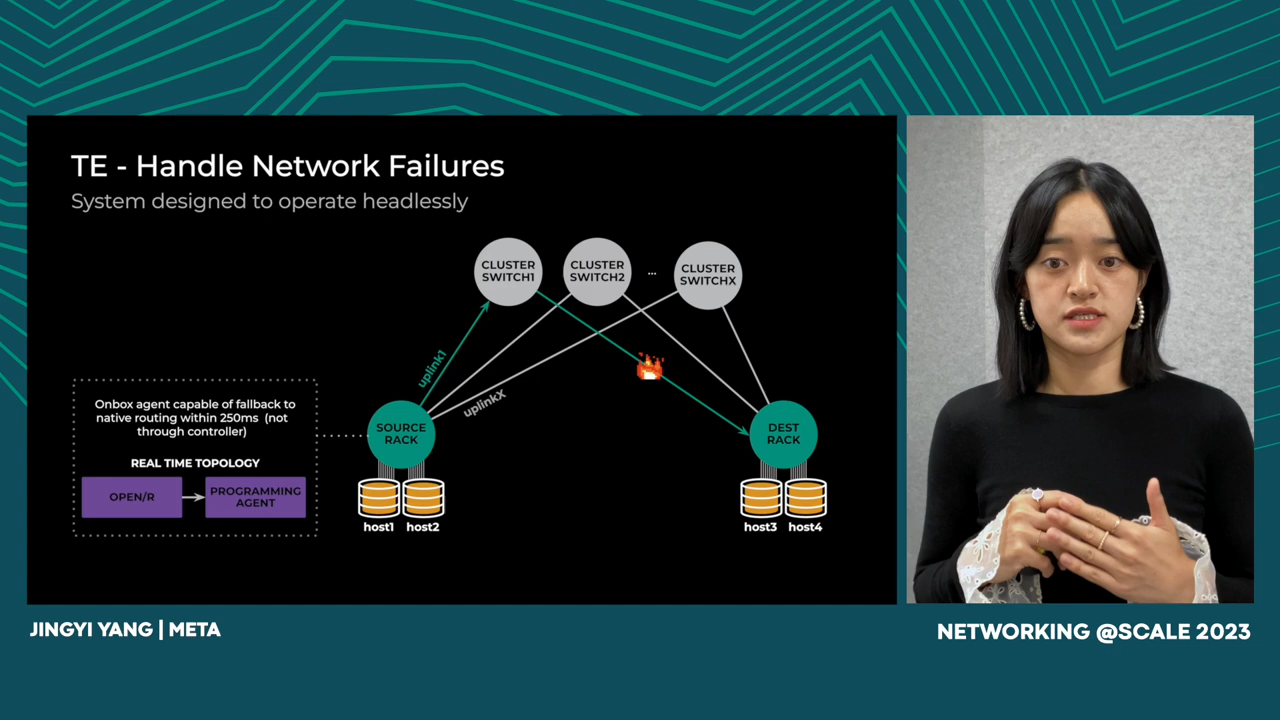 TE - Handle Network Failures
System designed to operate headlessly
CLUSTER
SWITCH1
CLUSTER
SWITCH2
...
CLUSTER
SWITCHX
uplink1
uplinkX
Onbox agent capable of fallback to
native routing within 250ms (not
through controller)
REAL TIME TOPOLOGY
OPEN/R
PROGRAMMING
AGENT
SOURCE
RACK
DEST
RACK
host1
host2
host3
host4
JINGYI YANG | META
NETWORKING @SCALE 2023